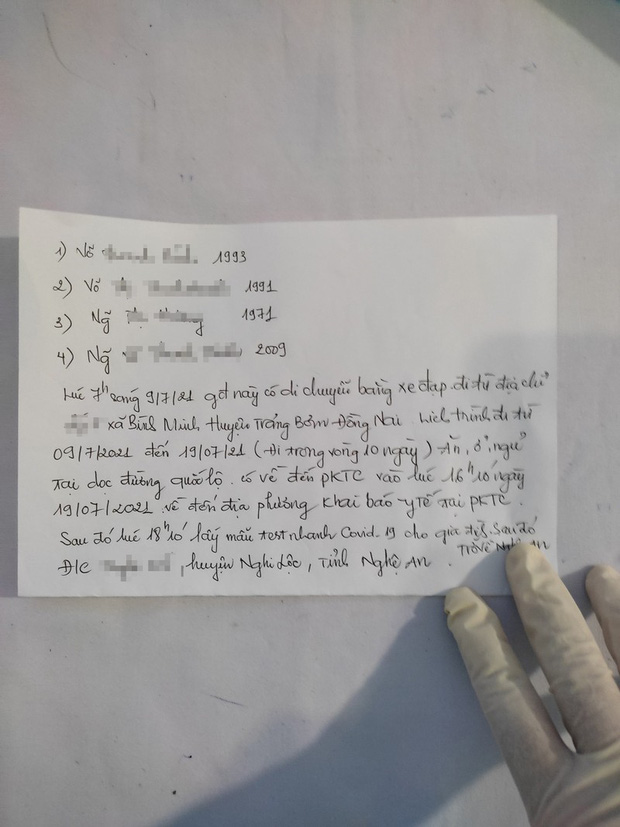 1) Võ 1993
2) Võ 1991
3) Ng̃ 1971
4) Ng̃ 2009
Lúc 7h sáng 9/7/21 gđ này có di chuyển bằng xe đạp đi từ địa chỉ
xã Bình Minh Huyện Trảng Bom - Đồng Nai lịch trình đi từ
09/7/2021 đến 19/07/21 (Đi trong vòng 10 ngày) Ăn, ở, ngủ
tại dọc đường quốc lộ có về đến PKTC vào lúc 16h10' ngày
19/07/2021 về đến địa phương khai báo y tế tại PKTC.
Sau đó lúc 18h10' lấy mẫu test nhanh Covid-19 cho gia đình. Sau đó
trở về Nghệ An
Đ/C , huyện Nghi Lộc, Tỉnh Nghệ An.